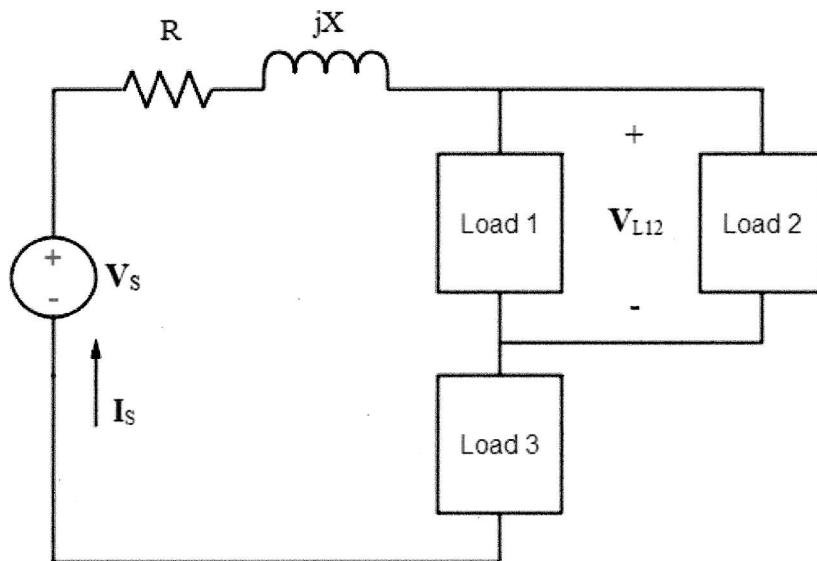 R
jX
+
Load 1
V_L12
Load 2
-
+
-
V_S
I_S
Load 3